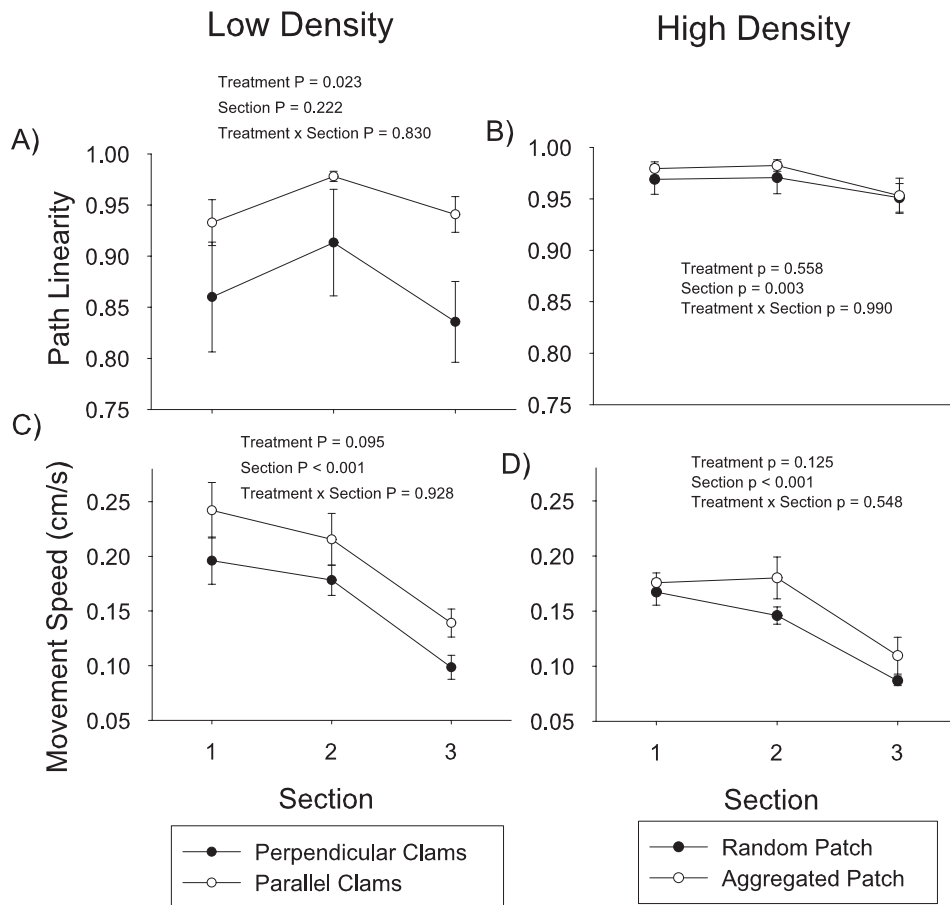 Low Density
High Density
Treatment P = 0.023
Section P = 0.222
Treatment x Section P = 0.830
A)
B)
1.00
0.95
0.90
0.85
0.80
0.75
Path Linearity
1.00
0.95
0.90
0.85
0.80
0.75
Treatment p = 0.558
Section p = 0.003
Treatment x Section p = 0.990
C)
D)
Treatment P = 0.095
Section P < 0.001
Treatment x Section P = 0.928
Treatment p = 0.125
Section p < 0.001
Treatment x Section p = 0.548
0.25
0.20
0.15
0.10
0.05
Movement Speed (cm/s)
0.25
0.20
0.15
0.10
0.05
1 2 3
1 2 3
Section
Section
Perpendicular Clams
Parallel Clams
Random Patch
Aggregated Patch